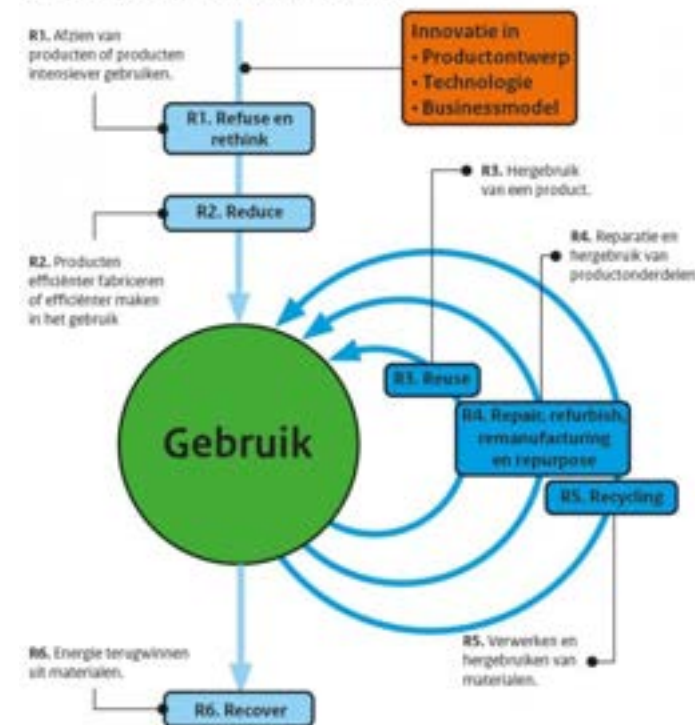 R1. Afzien van
producten of producten
intensiever gebruiken.
Innovatie in
• Productontwerp
• Technologie
• Businessmodel
R1. Refuse en
rethink
R2. Reduce
R2. Producten
efficiënter fabriceren
of efficiënter maken
in het gebruik
R3. Hergebruik
van een product.
R4. Reparatie en
hergebruik van
productonderdelen
R3. Reuse
R4. Repair, refurbish,
remanufacturing
en repurpose
R5. Recycling
Gebruik
R5. Verwerken en
hergebruiken van
materialen.
R6. Energie terugwinnen
uit materialen.
R6. Recover